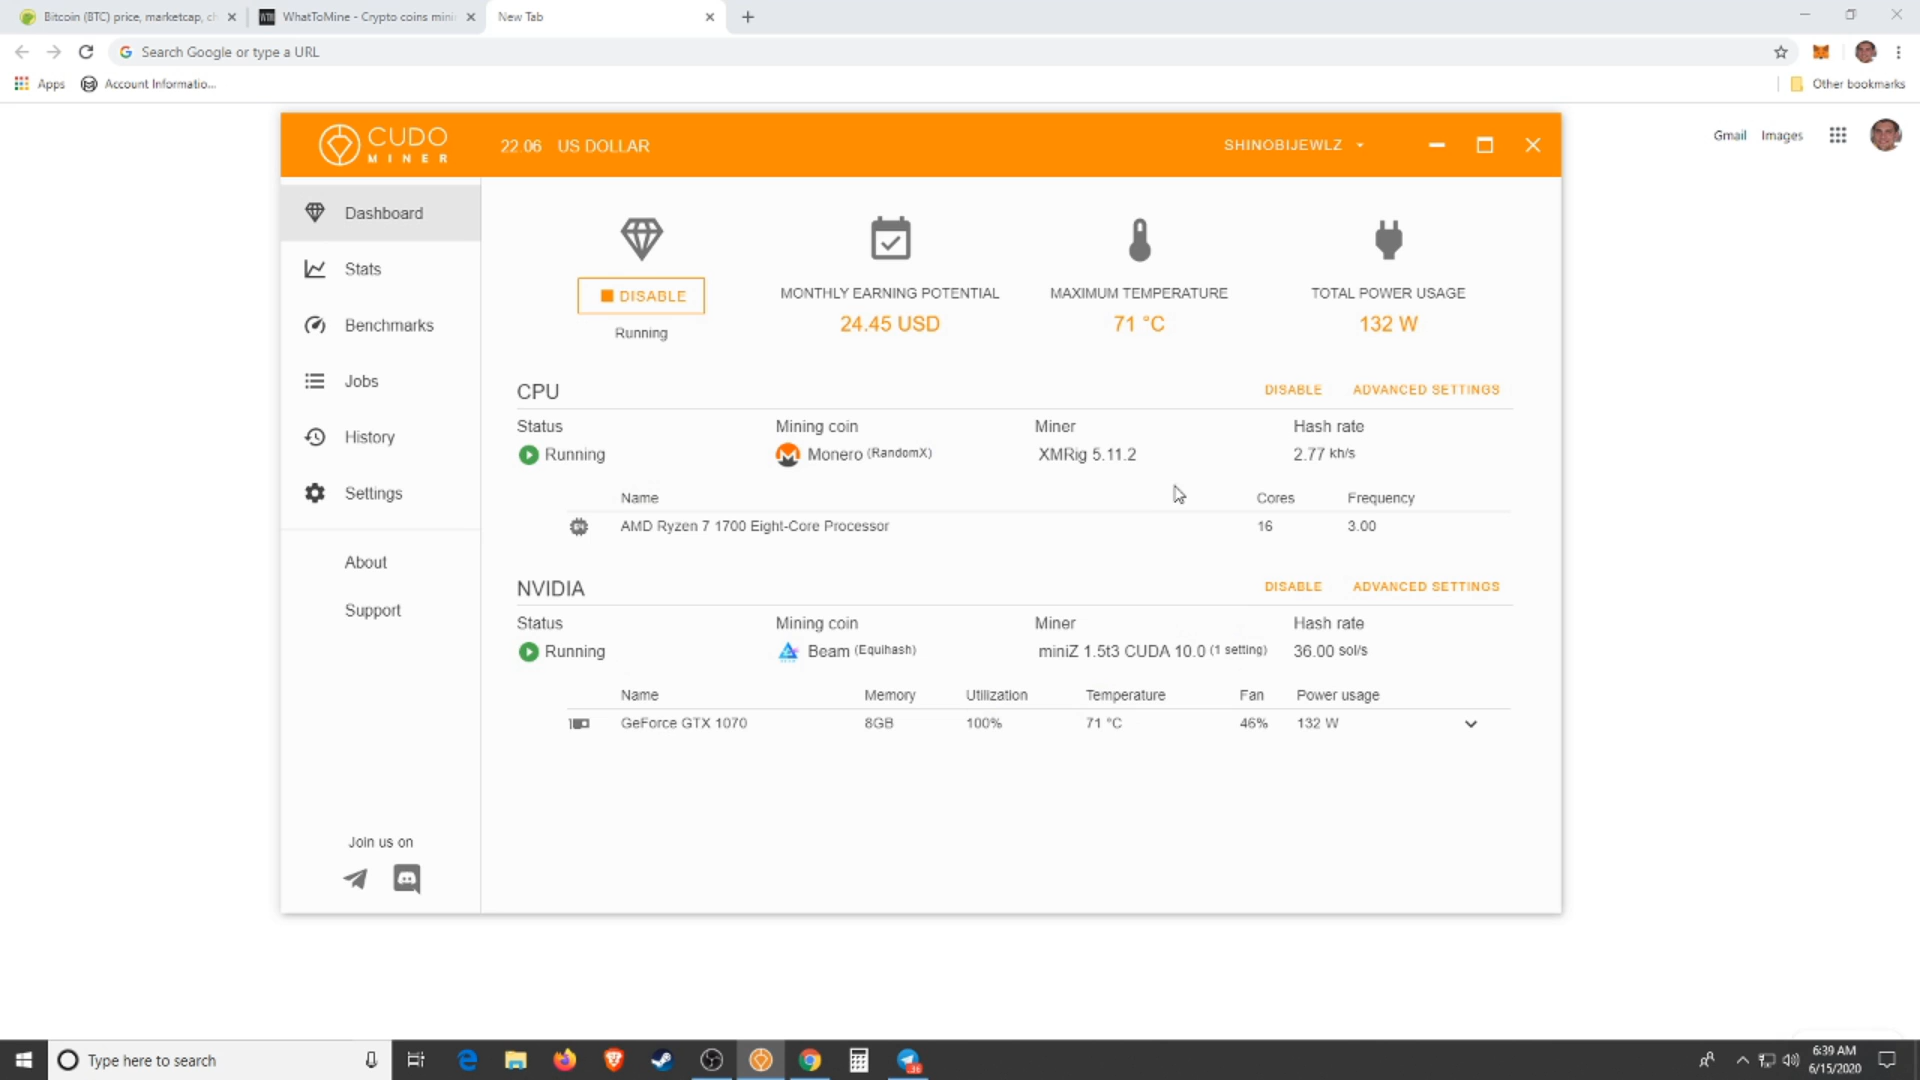 Bitcoin (BTC) price, marketcap, ch
WhatToMine - Crypto coins mini
New Tab
Search Google or type a URL
Apps
Account Informatio...
Other bookmarks
Gmail
Images
CUDO
MINER
22 06 US DOLLAR
SHINOBIJEWLZ
Dashboard
Stats
Benchmarks
Jobs
History
Settings
About
Support
Join us on
DISABLE
Running
MONTHLY EARNING POTENTIAL
24.45 USD
MAXIMUM TEMPERATURE
71 °C
TOTAL POWER USAGE
132 W
CPU
DISABLE
ADVANCED SETTINGS
Status
Mining coin
Miner
Hash rate
Running
Monero (RandomX)
XMRig 5.11.2
2.77 kh/s
Name
Cores
Frequency
AMD Ryzen 7 1700 Eight-Core Processor
16
3.00
NVIDIA
DISABLE
ADVANCED SETTINGS
Status
Mining coin
Miner
Hash rate
Running
Beam (Equihash)
miniZ 1.5t3 CUDA 10.0 (1 setting)
36.00 sol/s
Name
Memory
Utilization
Temperature
Fan
Power usage
GeForce GTX 1070
8GB
100%
71 °C
46%
132 W
Type here to search
6:39 AM
6/15/2020